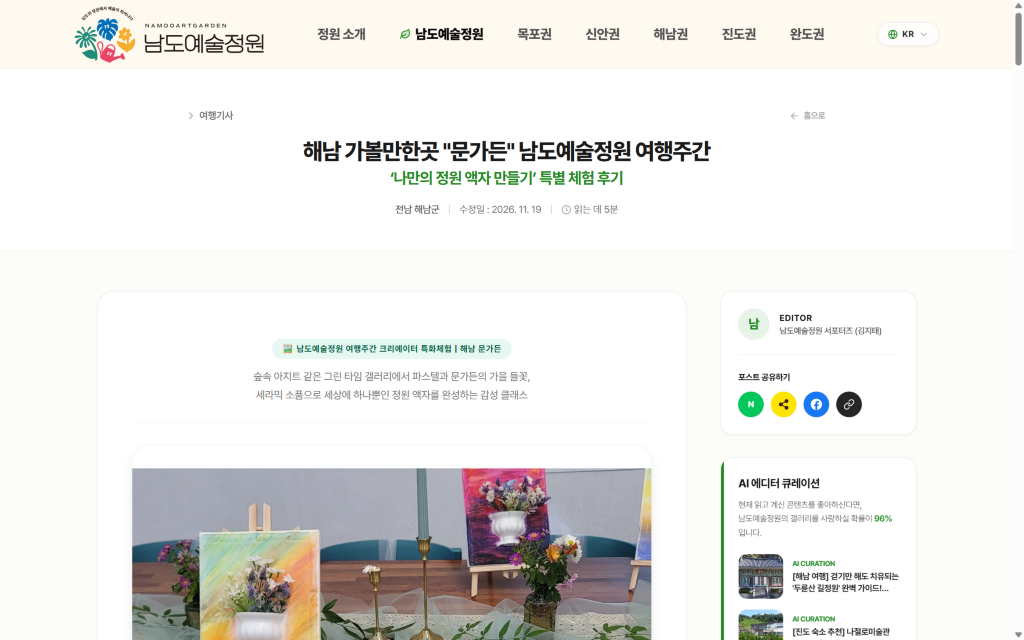 남도의 정원에서 예술이 피어나다
NAMDOARTGARDEN
남도예술정원
정원 소개
남도예술정원
목포권
신안권
해남권
진도권
완도권
KR
여행기사
홈으로
해남 가볼만한곳 "문가든" 남도예술정원 여행주간
‘나만의 정원 액자 만들기’ 특별 체험 후기
전남 해남군
수정일 : 2026. 11. 19
읽는 데 5분
남도예술정원 여행주간 크리에이터 특화체험 | 해남 문가든
숲속 아지트 같은 그린 타임 갤러리에서 파스텔과 문가든의 가을 들꽃,
세라믹 소품으로 세상에 하나뿐인 정원 액자를 완성하는 감성 클래스
남
EDITOR
남도예술정원 서포터즈 (김지태)
포스트 공유하기
N
AI 에디터 큐레이션
현재 읽고 계신 콘텐츠를 좋아하신다면,
남도예술정원의 갤러리를 사랑하실 확률이 96%
입니다.
AI CURATION
[해남 여행] 걷기만 해도 치유되는
'두륜산 길정원' 완벽 가이드!...
AI CURATION
[진도 숙소 추천] 나절로미술관